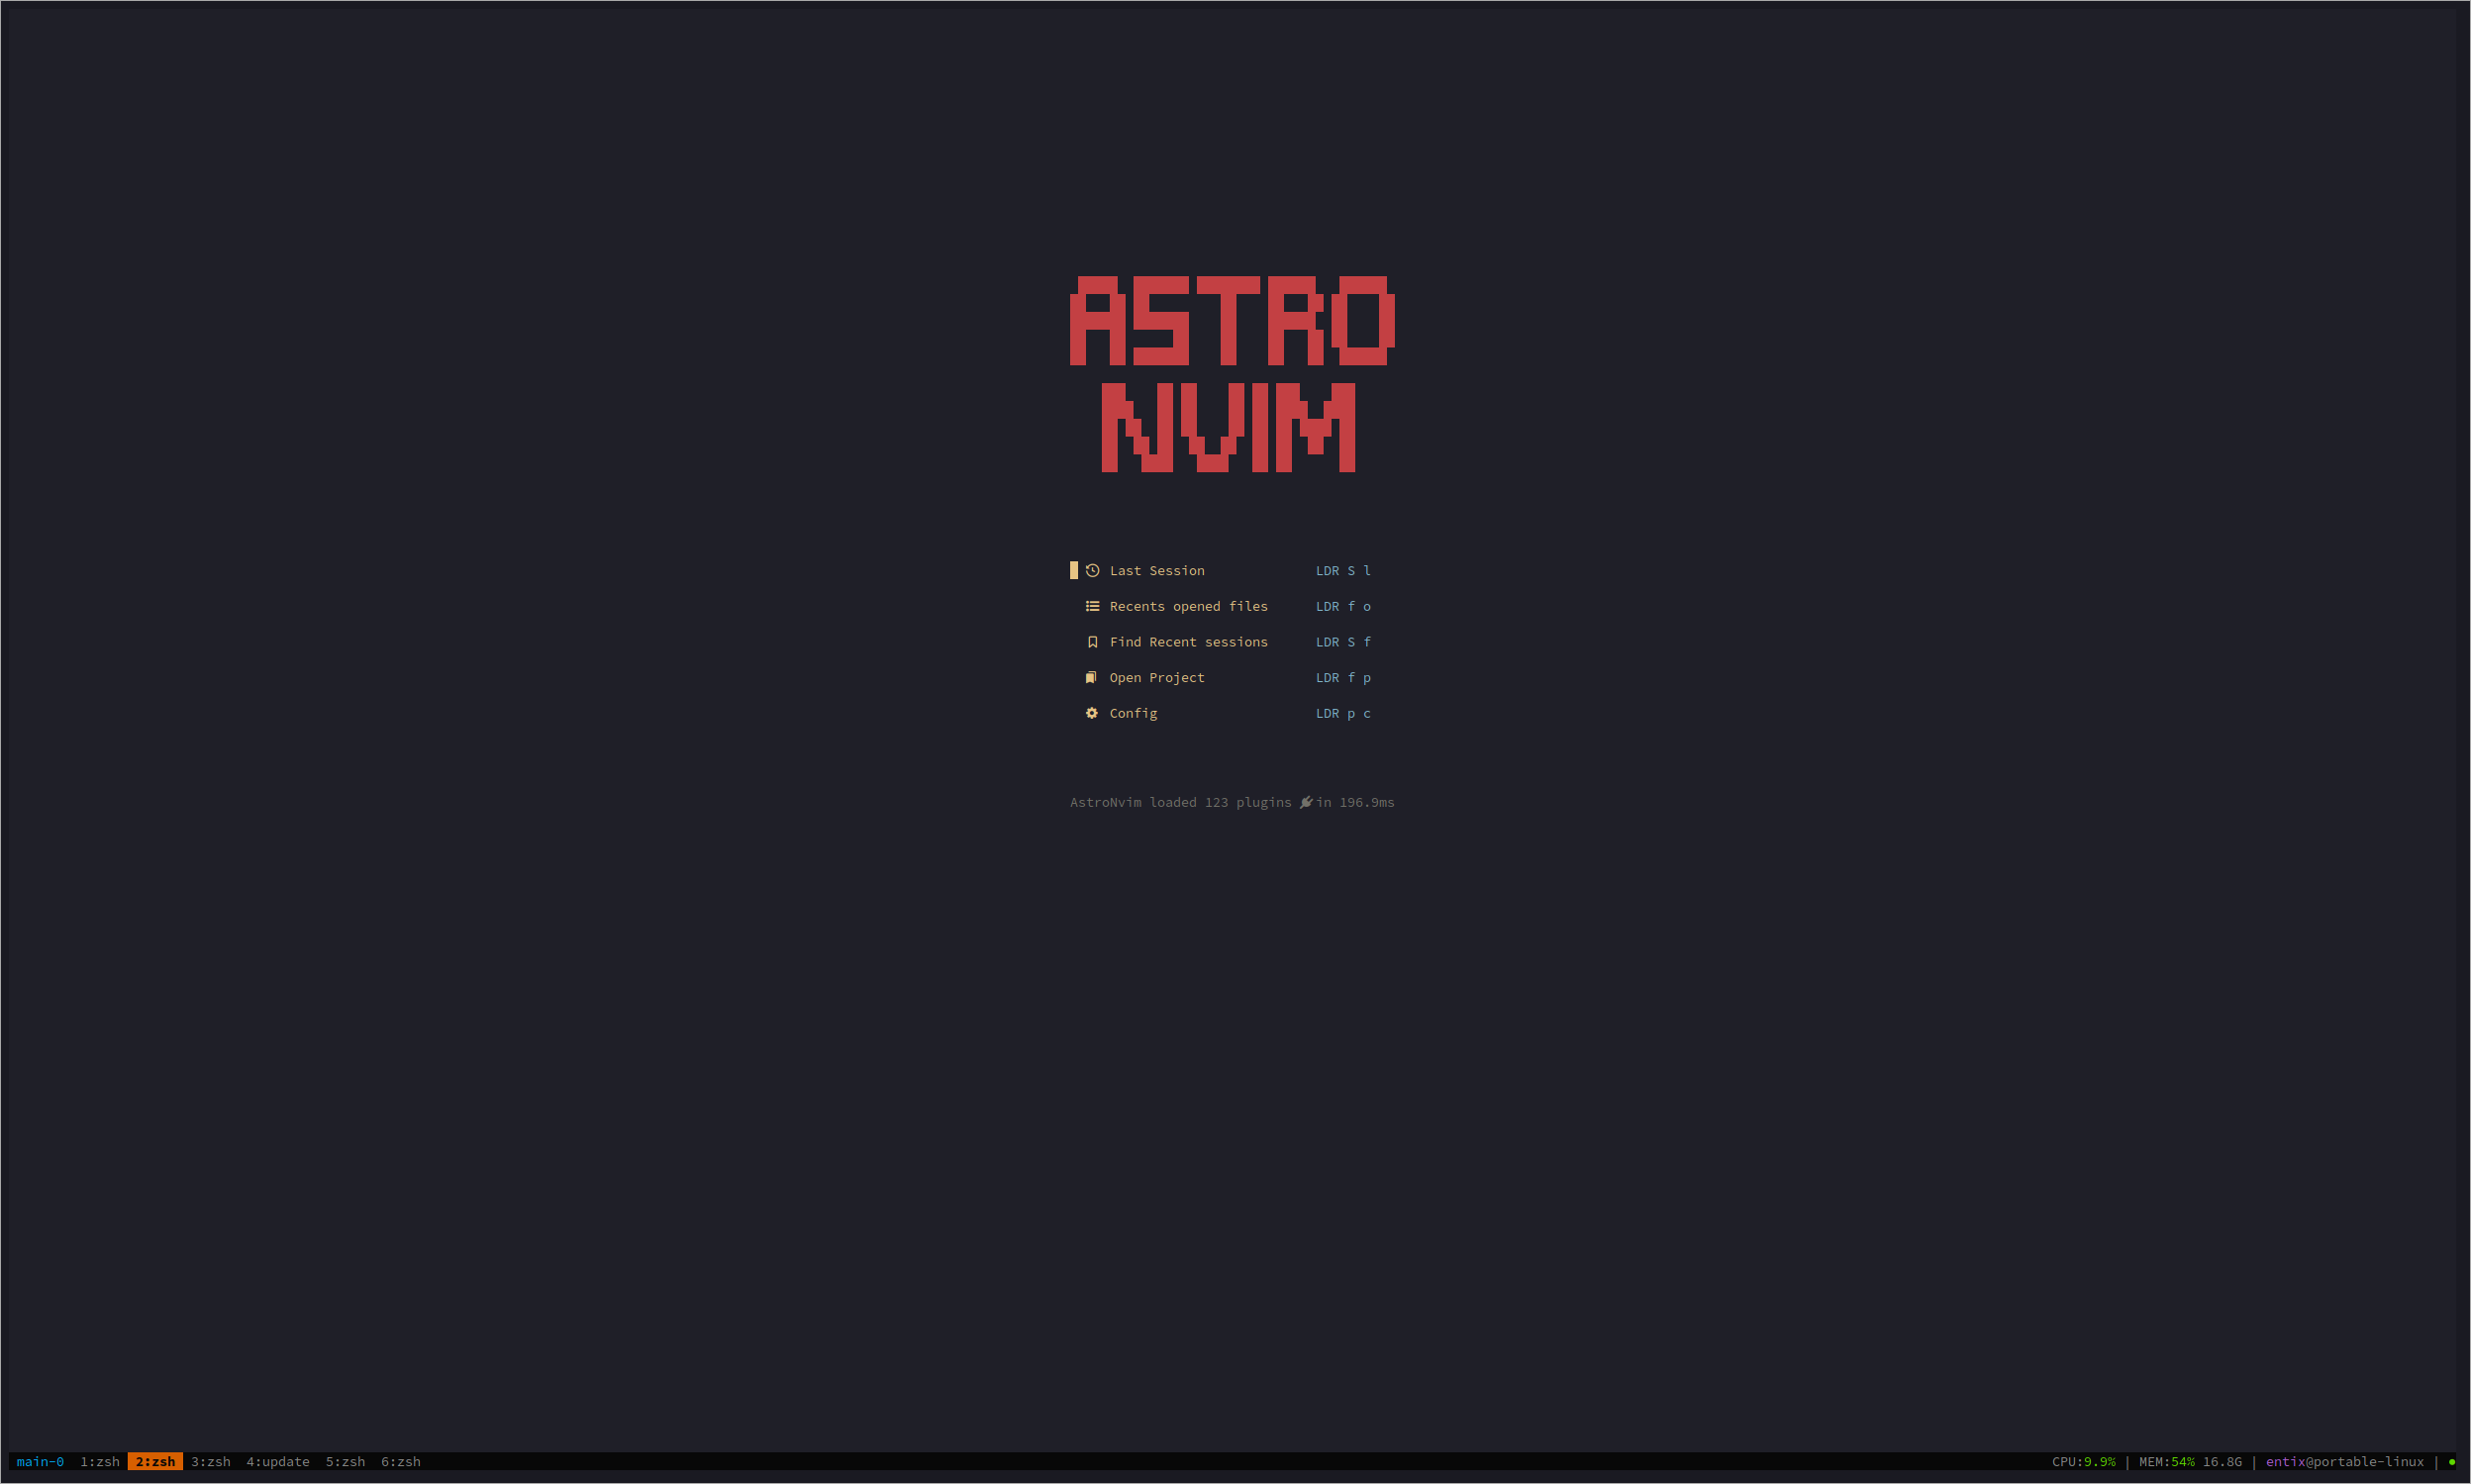 ASTRO
NVIM
Last Session LDR S l
Recents opened files LDR f o
Find Recent sessions LDR S f
Open Project LDR f p
Config LDR p c
AstroNvim loaded 123 plugins in 196.9ms
main-0 1:zsh 2:zsh 3:zsh 4:update 5:zsh 6:zsh CPU:9.9% | MEM:54% 16.8G | entix@portable-linux | ●